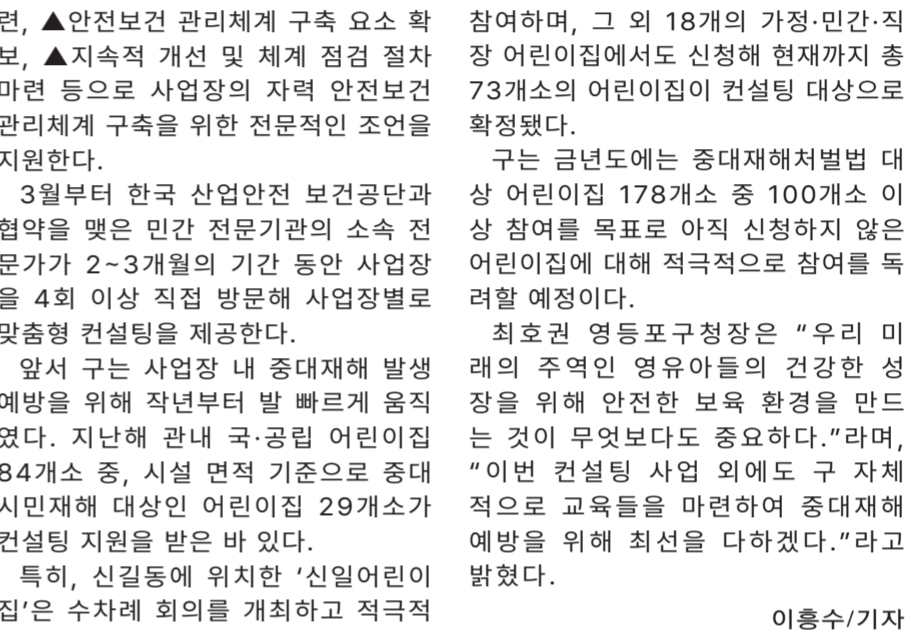 련, ▲안전보건 관리체계 구축 요소 확
보, ▲지속적 개선 및 체계 점검 절차
마련 등으로 사업장의 자력 안전보건
관리체계 구축을 위한 전문적인 조언을
지원한다.
3월부터 한국 산업안전 보건공단과
협약을 맺은 민간 전문기관의 소속 전
문가가 2~3개월의 기간 동안 사업장
을 4회 이상 직접 방문해 사업장별로
맞춤형 컨설팅을 제공한다.
앞서 구는 사업장 내 중대재해 발생
예방을 위해 작년부터 발 빠르게 움직
였다. 지난해 관내 국·공립 어린이집
84개소 중, 시설 면적 기준으로 중대
시민재해 대상인 어린이집 29개소가
컨설팅 지원을 받은 바 있다.
특히, 신길동에 위치한 ‘신일어린이
집’은 수차례 회의를 개최하고 적극적
참여하며, 그 외 18개의 가정·민간·직
장 어린이집에서도 신청해 현재까지 총
73개소의 어린이집이 컨설팅 대상으로
확정됐다.
구는 금년도에는 중대재해처벌법 대
상 어린이집 178개소 중 100개소 이
상 참여를 목표로 아직 신청하지 않은
어린이집에 대해 적극적으로 참여를 독
려할 예정이다.
최호권 영등포구청장은 “우리 미
래의 주역인 영유아들의 건강한 성
장을 위해 안전한 보육 환경을 만드
는 것이 무엇보다도 중요하다.”라며,
“이번 컨설팅 사업 외에도 구 자체
적으로 교육들을 마련하여 중대재해
예방을 위해 최선을 다하겠다.”라고
밝혔다.
이흥수/기자